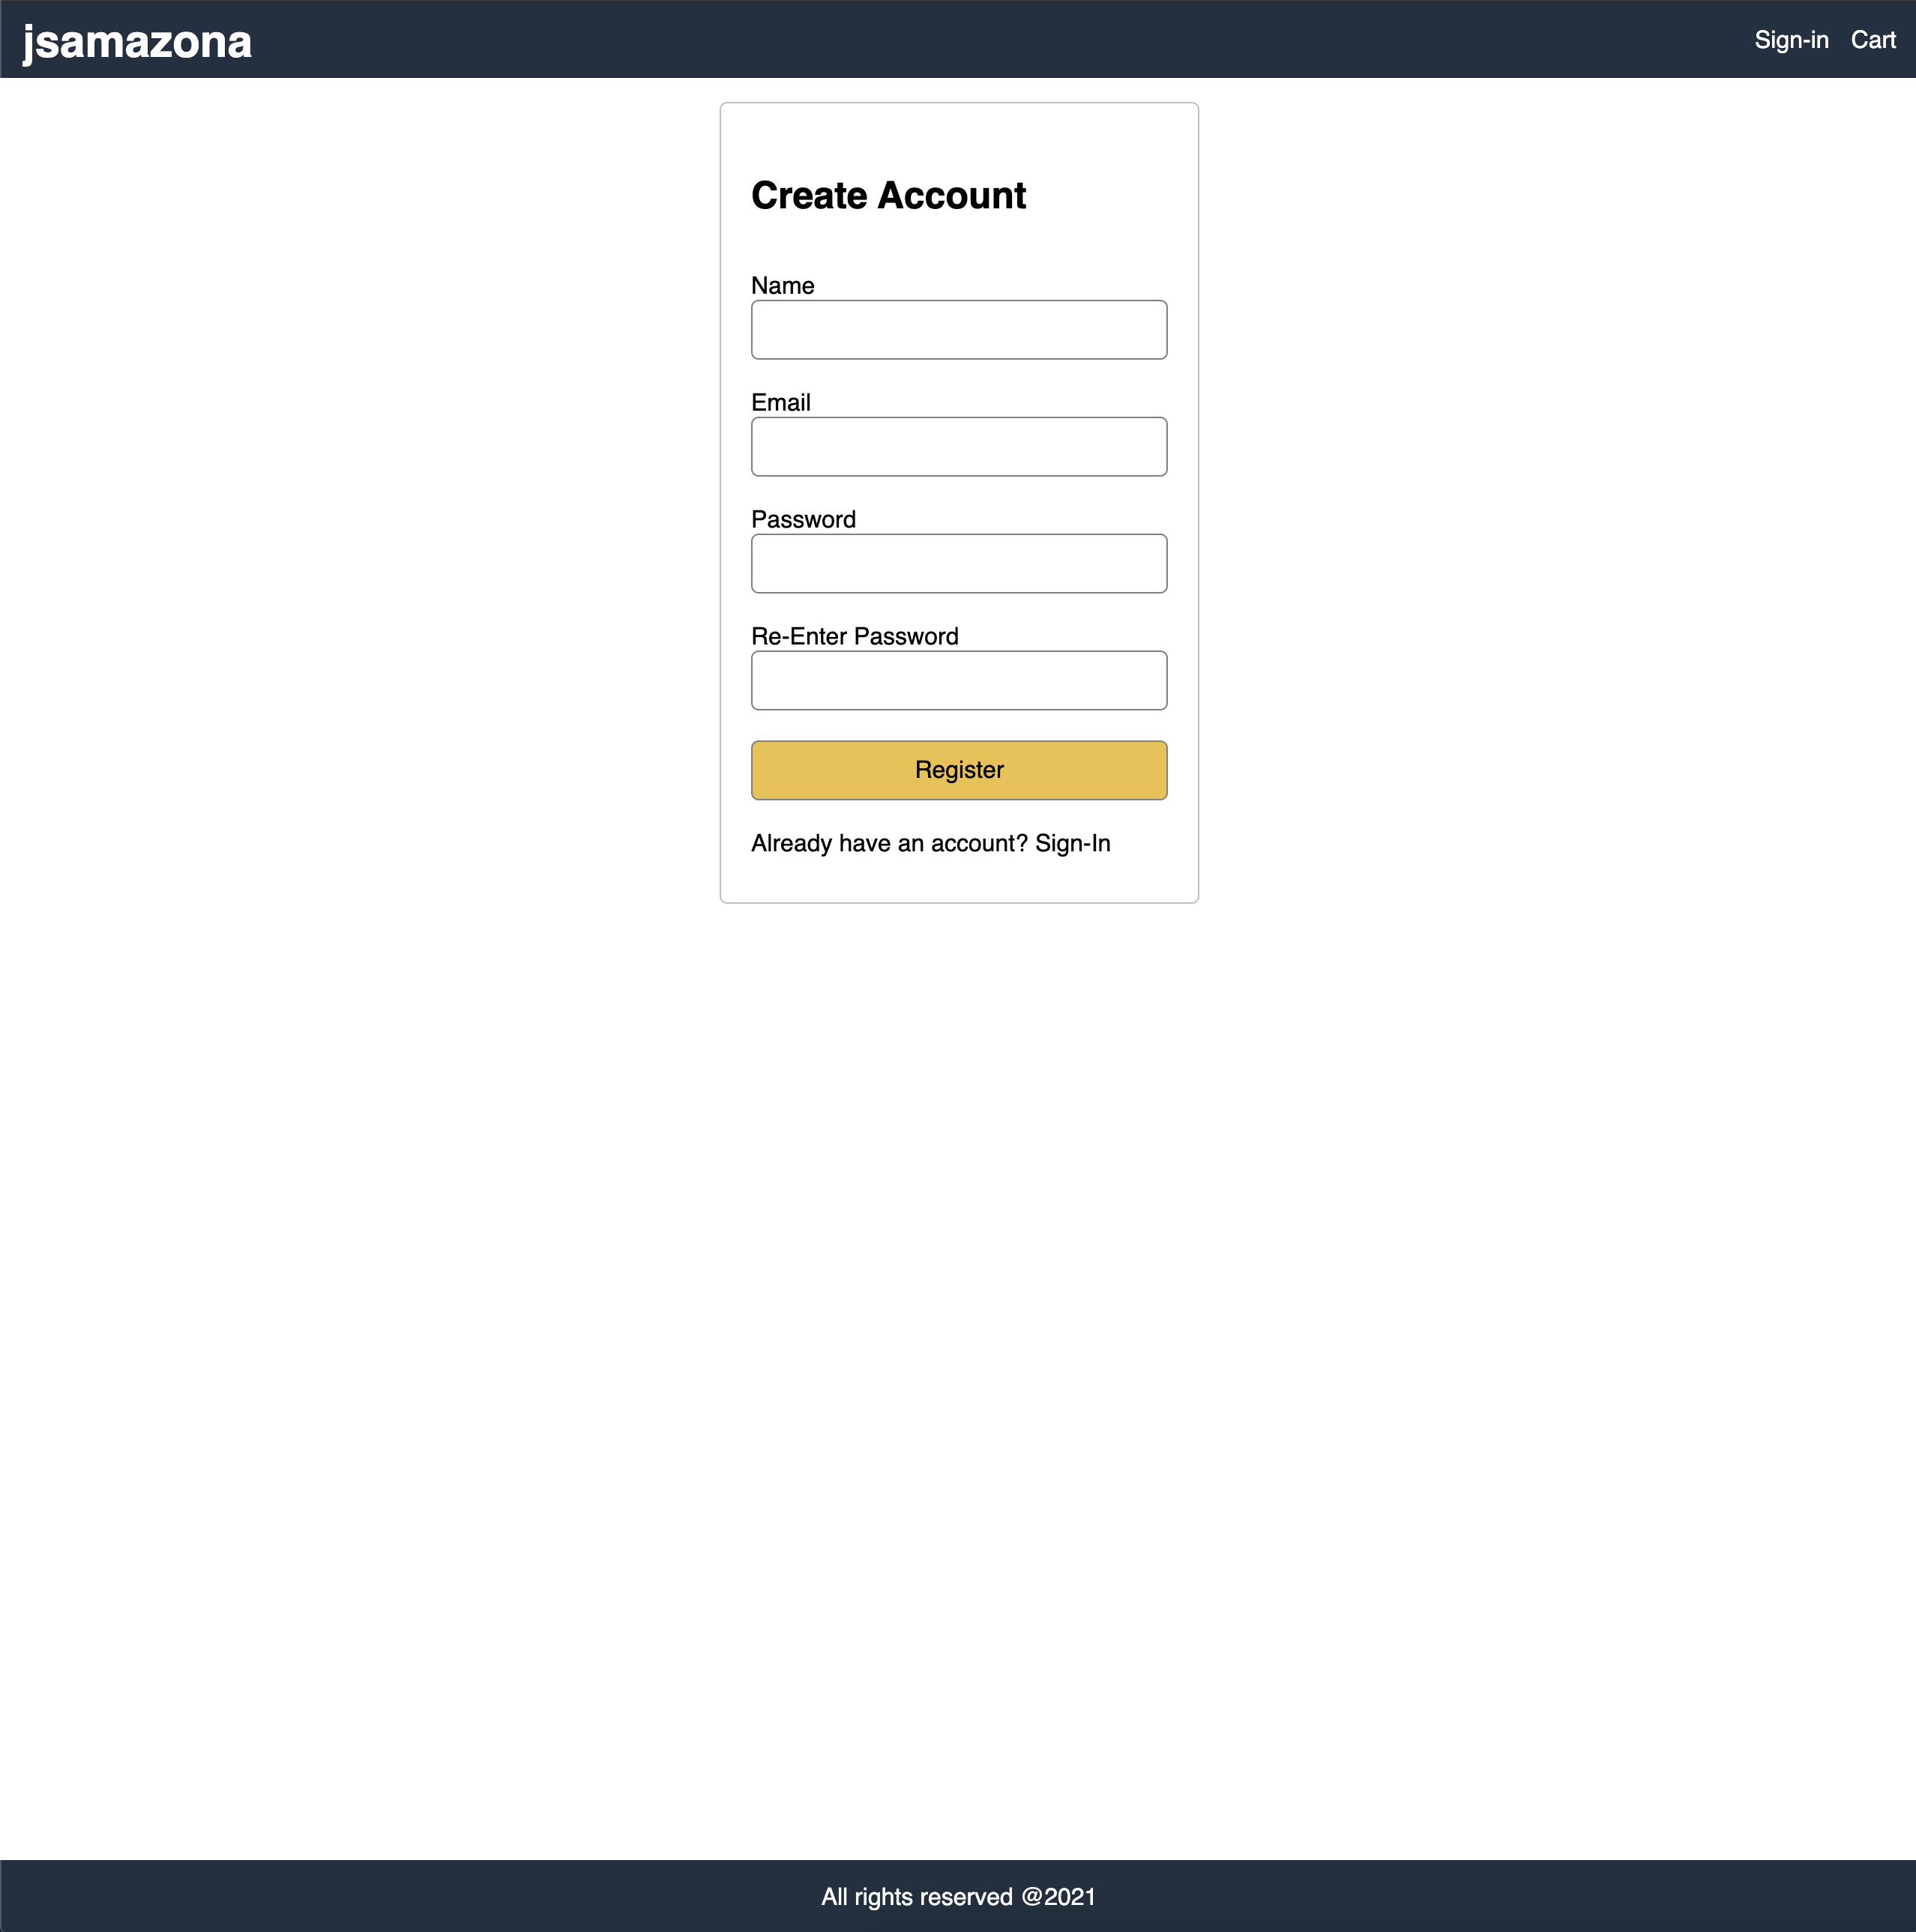 jsamazona
Sign-in Cart
Create Account
Name
Email
Password
Re-Enter Password
Register
Already have an account? Sign-In
All rights reserved @2021